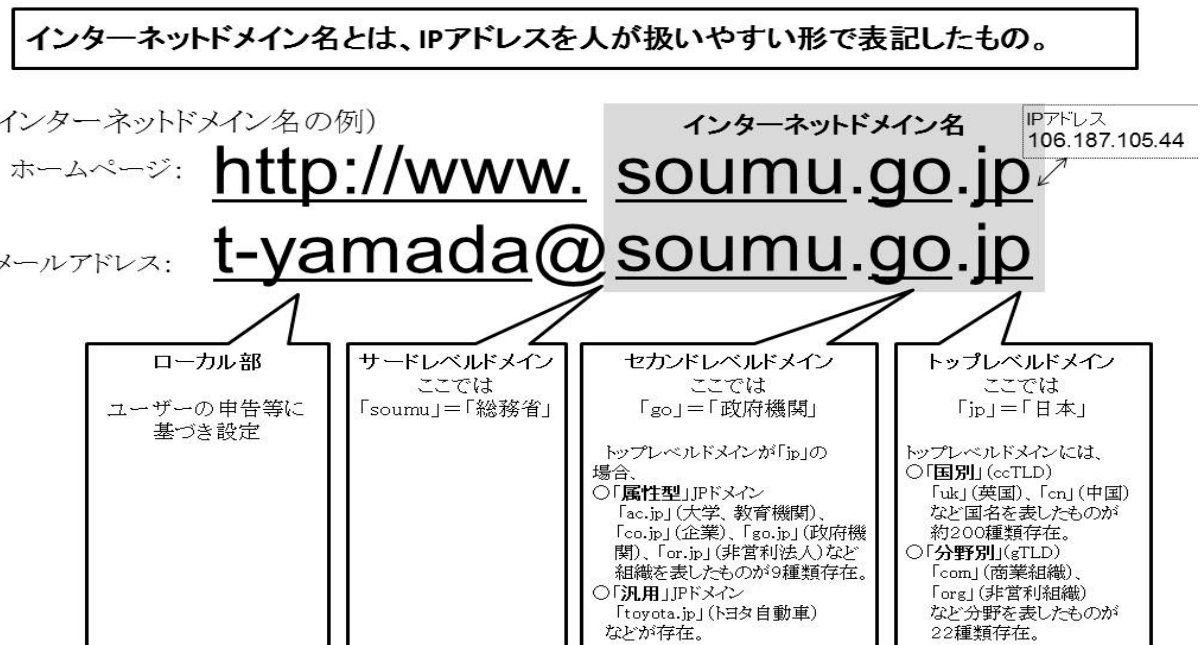 インターネットドメイン名とは、IPアドレスを人が扱いやすい形で表記したもの。
インターネットドメイン名の例)
インターネットドメイン名
IPアドレス
106.187.105.44
ホームページ:
http://www. soumu.go.jp
メールアドレス:
t-yamada@soumu.go.jp
ローカル部
ユーザーの申告等に
基づき設定
サードレベルドメイン
ここでは
「soumu」＝「総務省」
セカンドレベルドメイン
ここでは
「go」＝「政府機関」
トップレベルドメインが「jp」の
場合、
○「属性型」JPドメイン
「ac.jp」(大学、教育機関)、
「co.jp」(企業)、「go.jp」(政府機
関)、「or.jp」(非営利法人)など
組織を表したものが9種類存在。
○「汎用」JPドメイン
「toyota.jp」(トヨタ自動車)
などが存在。
トップレベルドメイン
ここでは
「jp」＝「日本」
トップレベルドメインには、
○「国別」(ccTLD)
「uk」(英国)、「cn」(中国)
など国名を表したものが
約200種類存在。
○「分野別」(gTLD)
「com」(商業組織)、
「org」(非営利組織)
など分野を表したものが
22種類存在。